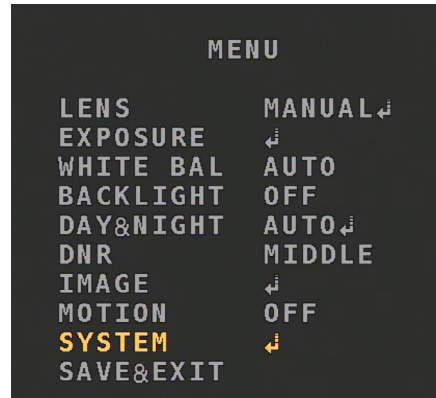 MENU
LENS MANUAL↲
EXPOSURE ↲
WHITE BAL AUTO
BACKLIGHT OFF
DAY&NIGHT AUTO↲
DNR MIDDLE
IMAGE ↲
MOTION OFF
SYSTEM ↲
SAVE&EXIT